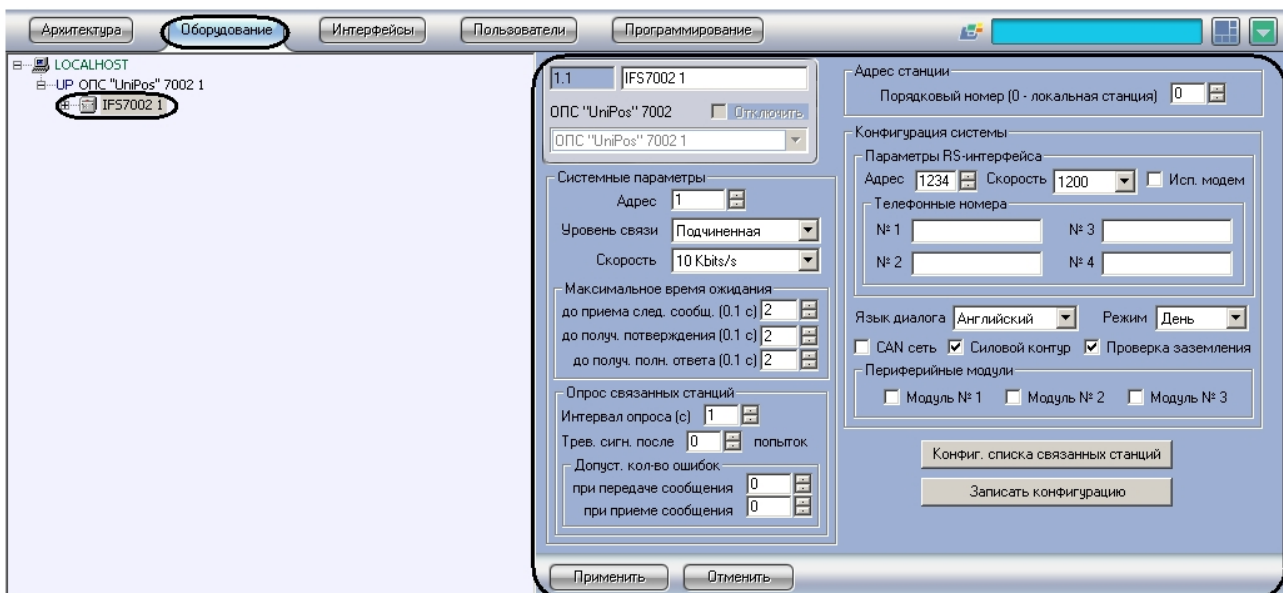 Архитектура Оборудование Интерфейсы Пользователи Программирование
LOCALHOST
UP ОПС "UniPos" 7002 1
IFS7002 1
1.1 IFS7002 1
ОПС "UniPos" 7002 Отключить
ОПС "UniPos" 7002 1
Системные параметры
Адрес 1
Уровень связи Подчиненная
Скорость 10 Kbits/s
Максимальное время ожидания
до приема след. сообщ. (0.1 с) 2
до получ. потверждения (0.1 с) 2
до получ. полн. ответа (0.1 с) 2
Опрос связанных станций
Интервал опроса (с) 1
Трев. сигн. после 0 попыток
Допуст. кол-во ошибок
при передаче сообщения 0
при приеме сообщения 0
Адрес станции
Порядковый номер (0 - локальная станция) 0
Конфигурация системы
Параметры RS-интерфейса
Адрес 1234 Скорость 1200 Исп. модем
Телефонные номера
№ 1 № 3
№ 2 № 4
Язык диалога Английский Режим День
CAN сеть Силовой контур Проверка заземления
Периферийные модули
Модуль № 1 Модуль № 2 Модуль № 3
Конфиг. списка связанных станций
Записать конфигурацию
Применить Отменить